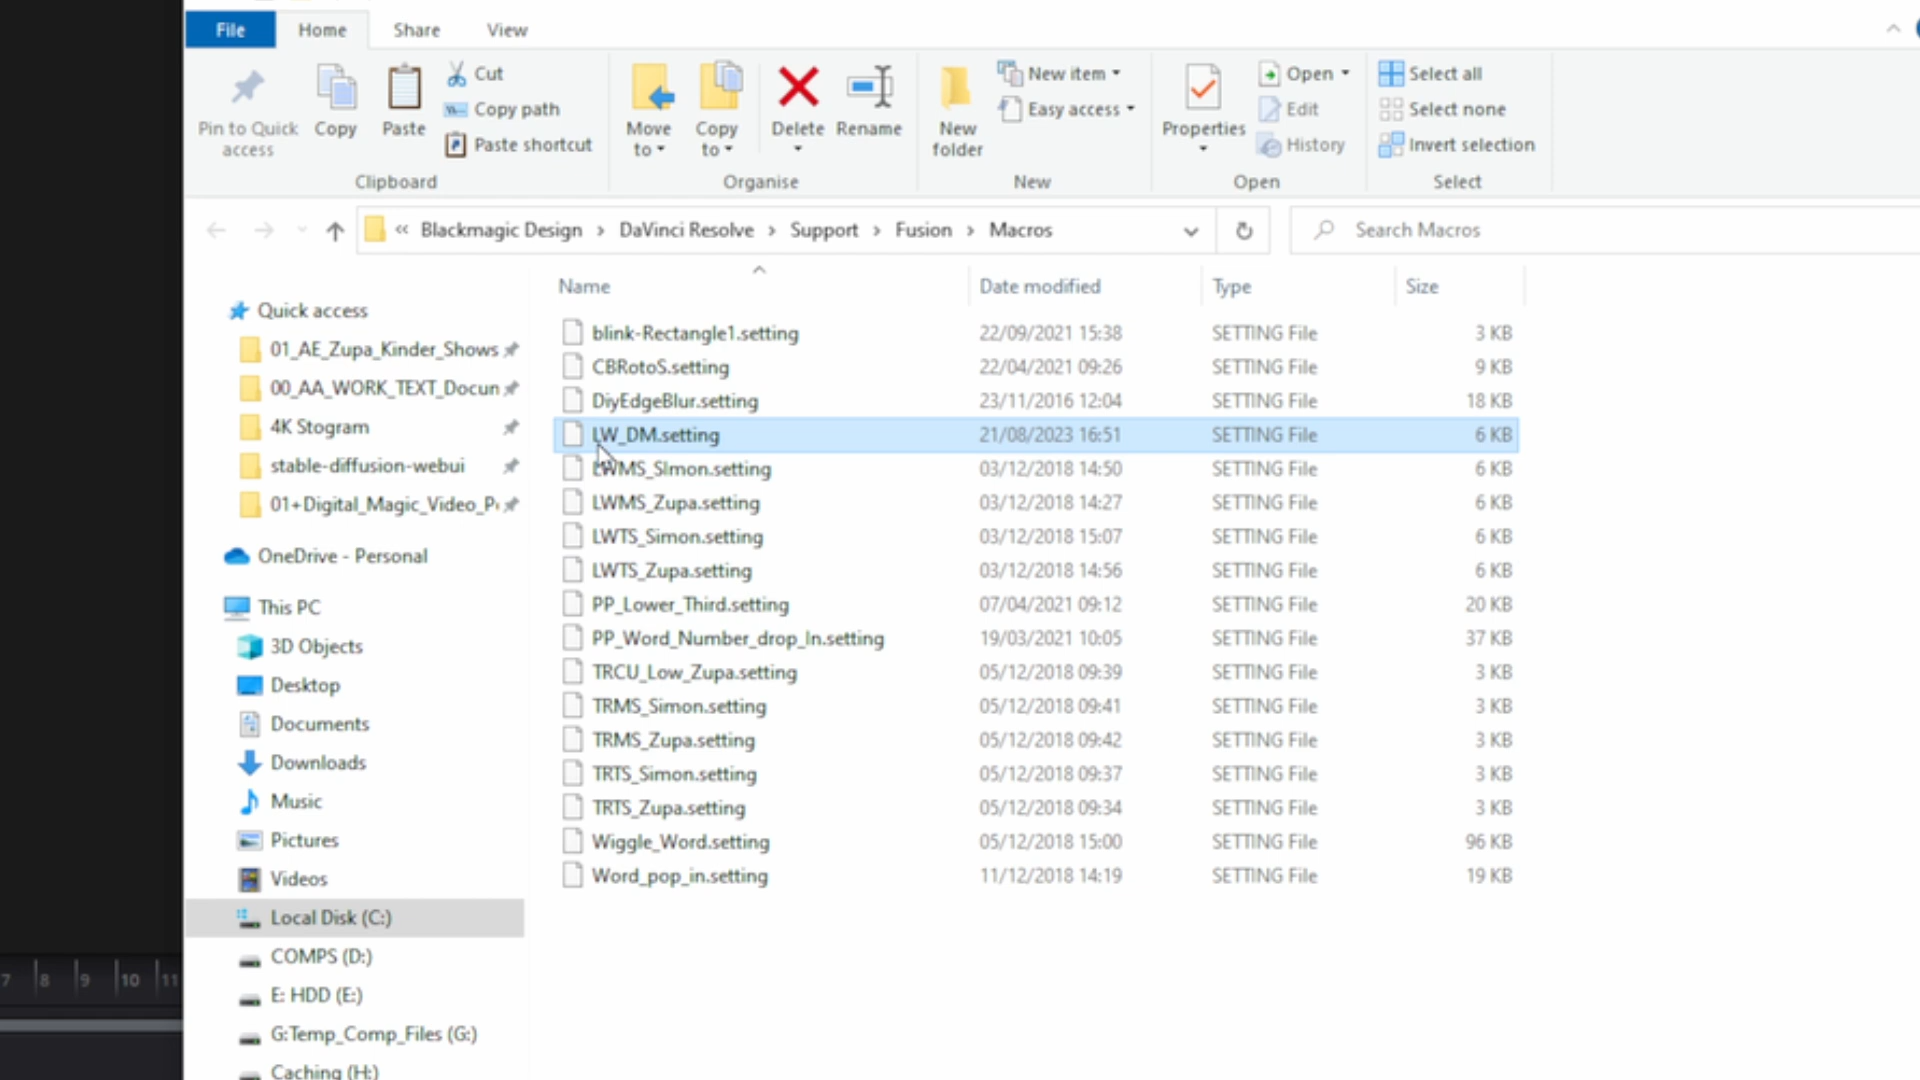 File Home Share View
Pin to Quick access
Copy
Paste
Cut
Copy path
Paste shortcut
Clipboard
Move to
Copy to
Delete
Rename
Organise
New folder
New item
Easy access
New
Properties
Open
Edit
History
Open
Select all
Select none
Invert selection
Select
« Blackmagic Design › DaVinci Resolve › Support › Fusion › Macros
Search Macros
Quick access
01_AE_Zupa_Kinder_Shows
00_AA_WORK_TEXT_Docun
4K Stogram
stable-diffusion-webui
01+Digital_Magic_Video_P
OneDrive - Personal
This PC
3D Objects
Desktop
Documents
Downloads
Music
Pictures
Videos
Local Disk (C:)
COMPS (D:)
E: HDD (E:)
G:Temp_Comp_Files (G:)
Caching (H:)
Name Date modified Type Size
blink-Rectangle1.setting 22/09/2021 15:38 SETTING File 3 KB
CBRotoS.setting 22/04/2021 09:26 SETTING File 9 KB
DiyEdgeBlur.setting 23/11/2016 12:04 SETTING File 18 KB
LW_DM.setting 21/08/2023 16:51 SETTING File 6 KB
LWMS_SImon.setting 03/12/2018 14:50 SETTING File 6 KB
LWMS_Zupa.setting 03/12/2018 14:27 SETTING File 6 KB
LWTS_Simon.setting 03/12/2018 15:07 SETTING File 6 KB
LWTS_Zupa.setting 03/12/2018 14:56 SETTING File 6 KB
PP_Lower_Third.setting 07/04/2021 09:12 SETTING File 20 KB
PP_Word_Number_drop_In.setting 19/03/2021 10:05 SETTING File 37 KB
TRCU_Low_Zupa.setting 05/12/2018 09:39 SETTING File 3 KB
TRMS_Simon.setting 05/12/2018 09:41 SETTING File 3 KB
TRMS_Zupa.setting 05/12/2018 09:42 SETTING File 3 KB
TRTS_Simon.setting 05/12/2018 09:37 SETTING File 3 KB
TRTS_Zupa.setting 05/12/2018 09:34 SETTING File 3 KB
Wiggle_Word.setting 05/12/2018 15:00 SETTING File 96 KB
Word_pop_in.setting 11/12/2018 14:19 SETTING File 19 KB
7 8 9 10 11